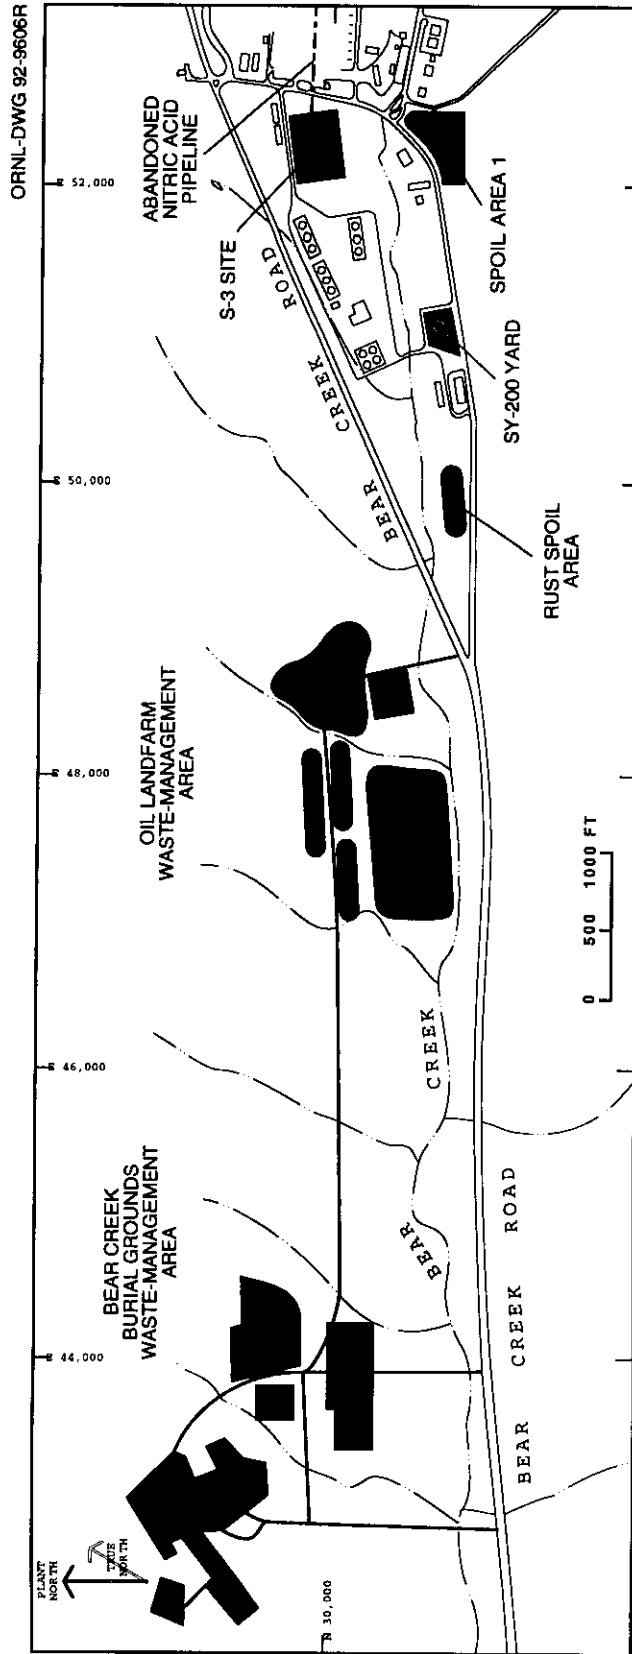 ORNL-DWG 92-9606R
PLANT
NORTH
TRUE
NORTH
N 30,000
E 44,000
E 46,000
E 48,000
E 50,000
E 52,000
BEAR CREEK
BURIAL GROUNDS
WASTE-MANAGEMENT
AREA
OIL LANDFARM
WASTE-MANAGEMENT
AREA
S-3 SITE
ABANDONED
NITRIC ACID
PIPELINE
BEAR CREEK ROAD
BEAR CREEK
BEAR CREEK ROAD
RUST SPOIL
AREA
SY-200 YARD
SPOIL AREA 1
0 500 1000 FT